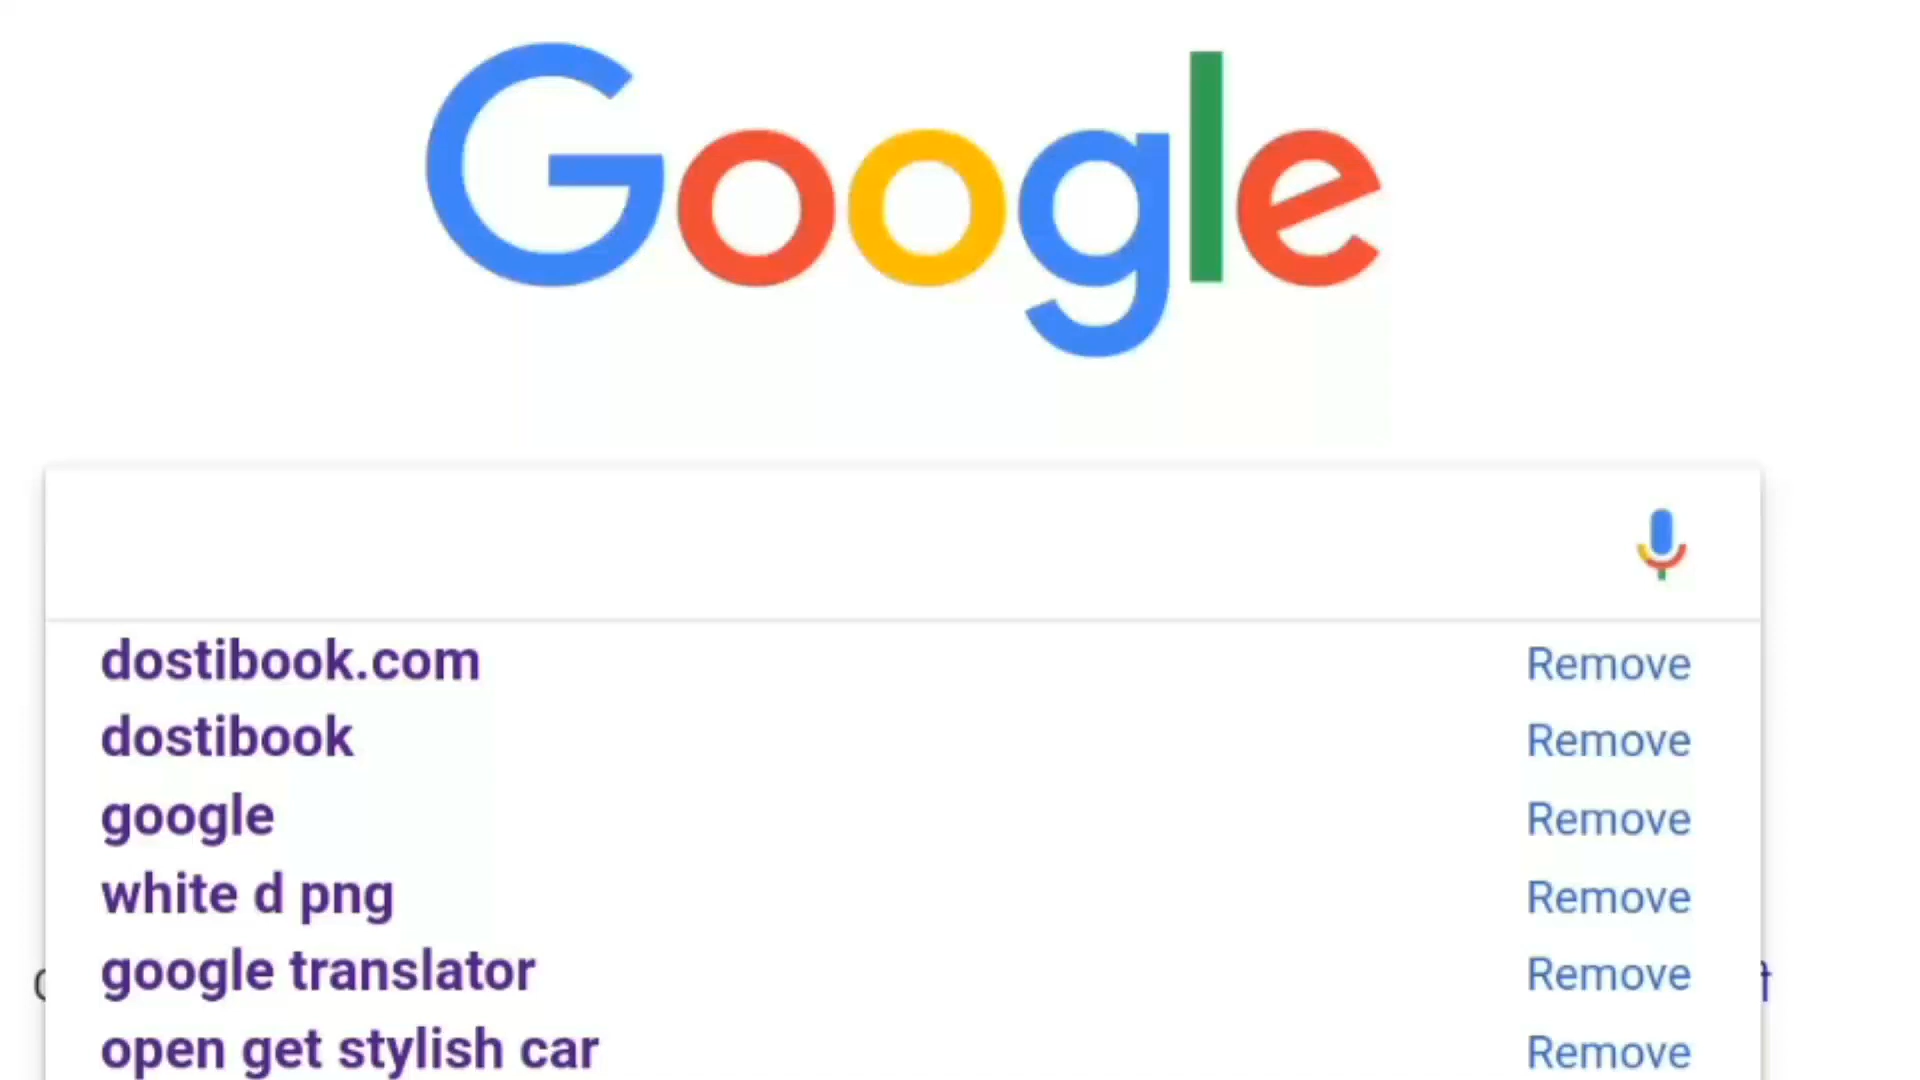 Google
dostibook.com Remove
dostibook Remove
google Remove
white d png Remove
google translator Remove
open get stylish car Remove